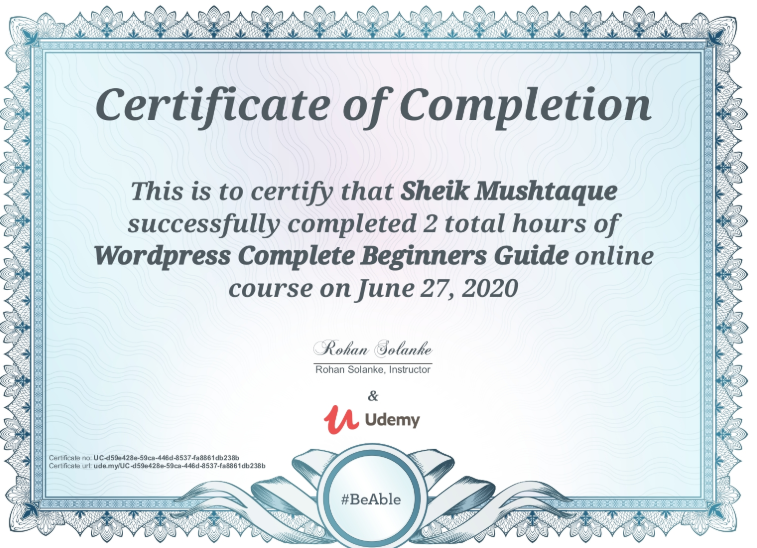 Certificate of Completion
This is to certify that Sheik Mushtaque
successfully completed 2 total hours of
Wordpress Complete Beginners Guide online
course on June 27, 2020
Rohan Solanke
Rohan Solanke, Instructor
&
Udemy
Certificate no: UC-d59e428e-59ce-446d-8537-fa8861db238b
Certificate url: ude.my/UC-d59e428e-59ce-446d-8537-fa8861db238b
#BeAble